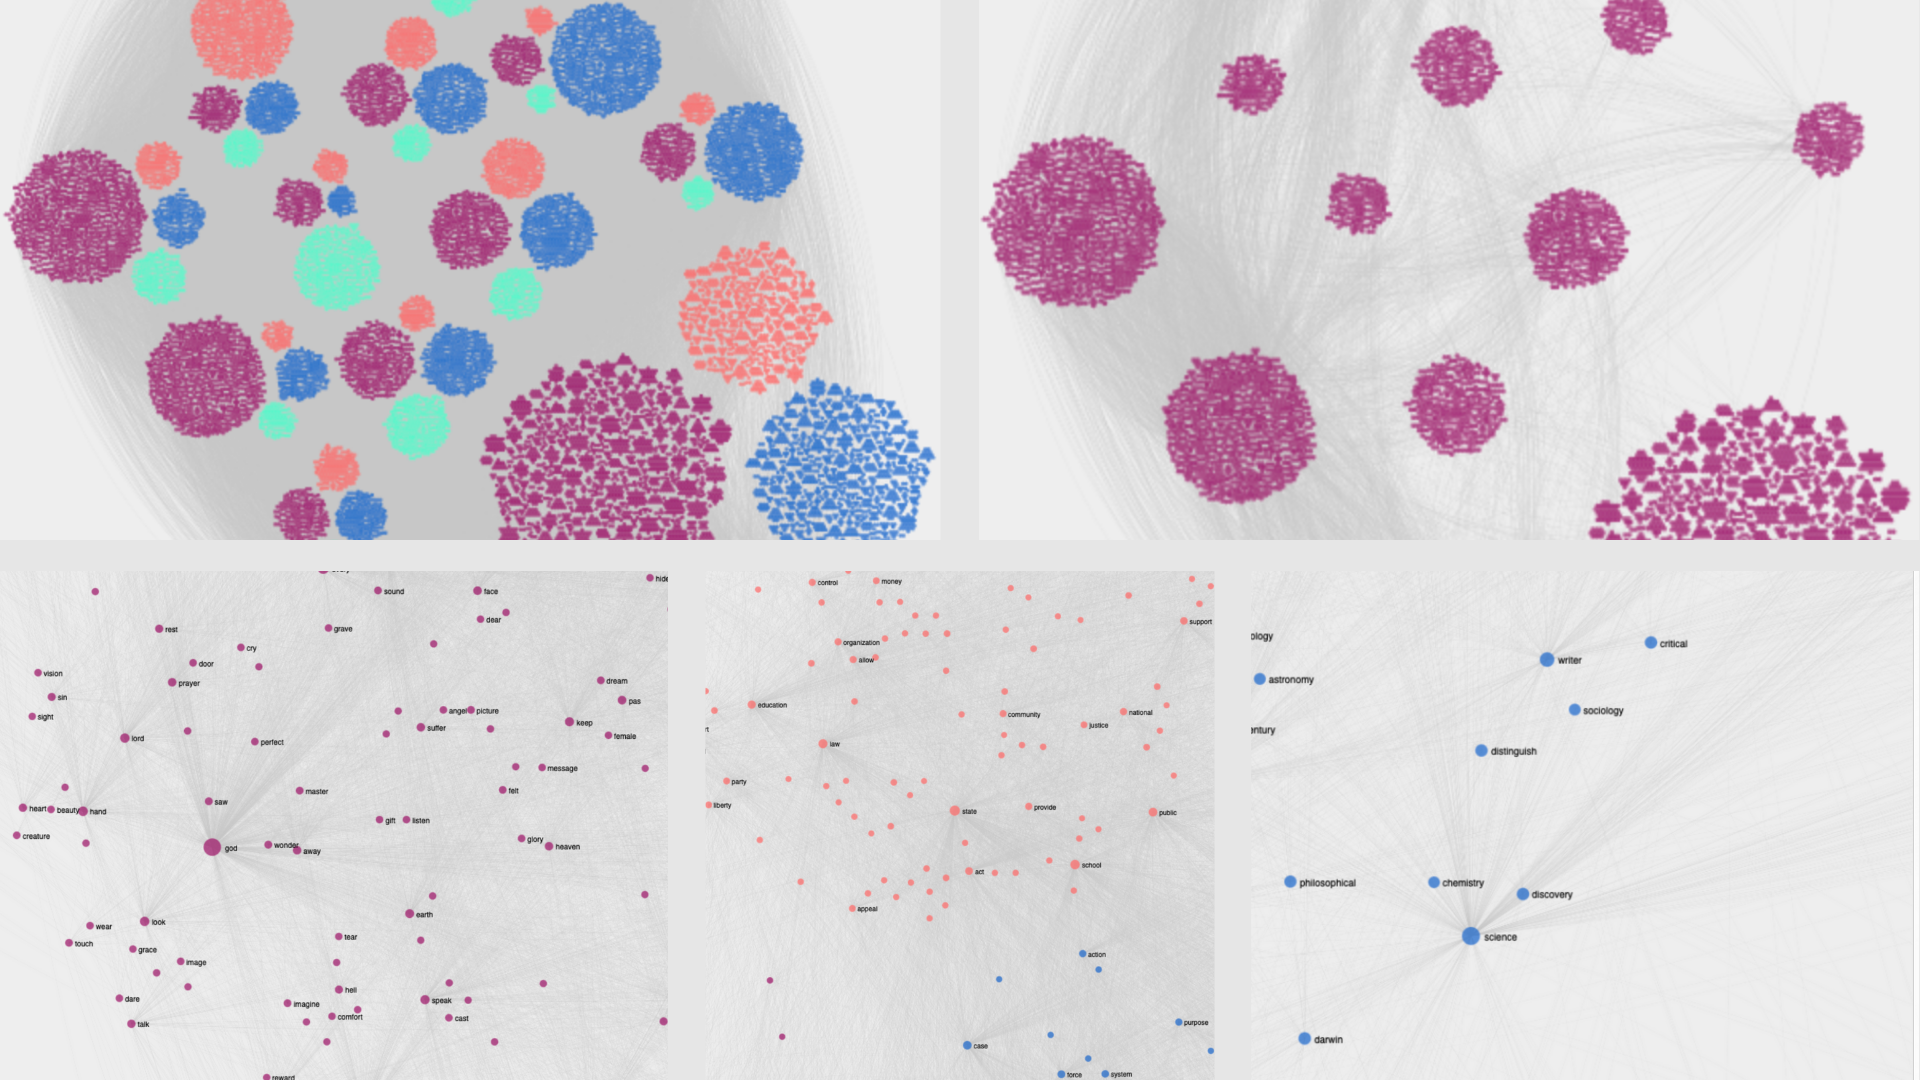 sound
face
hide
dear
rest
grave
cry
door
vision
prayer
dream
sin
pas
sight
angel
picture
keep
suffer
female
lord
perfect
message
master
felt
saw
heart
beauty
hand
gift
listen
creature
glory
god
wonder
away
heaven
earth
look
wear
tear
touch
grace
image
hell
dare
imagine
speak
comfort
cast
talk
reward
control
money
support
organization
allow
education
community
national
justice
law
party
liberty
state
provide
public
school
act
appeal
action
purpose
case
force
system
ology
writer
critical
astronomy
sociology
entury
distinguish
philosophical
chemistry
discovery
science
darwin